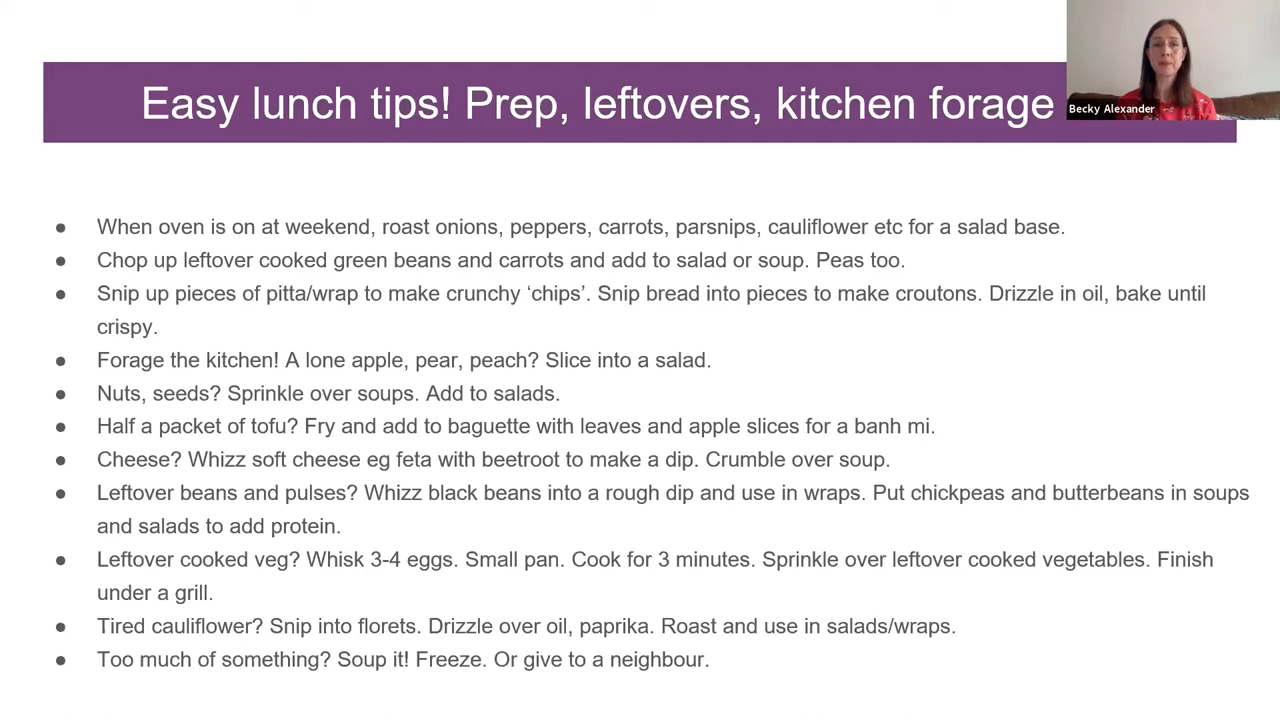 Easy lunch tips! Prep, leftovers, kitchen forage
Becky Alexander
● When oven is on at weekend, roast onions, peppers, carrots, parsnips, cauliflower etc for a salad base.
● Chop up leftover cooked green beans and carrots and add to salad or soup. Peas too.
● Snip up pieces of pitta/wrap to make crunchy ‘chips’. Snip bread into pieces to make croutons. Drizzle in oil, bake until
crispy.
● Forage the kitchen! A lone apple, pear, peach? Slice into a salad.
● Nuts, seeds? Sprinkle over soups. Add to salads.
● Half a packet of tofu? Fry and add to baguette with leaves and apple slices for a banh mi.
● Cheese? Whizz soft cheese eg feta with beetroot to make a dip. Crumble over soup.
● Leftover beans and pulses? Whizz black beans into a rough dip and use in wraps. Put chickpeas and butterbeans in soups
and salads to add protein.
● Leftover cooked veg? Whisk 3-4 eggs. Small pan. Cook for 3 minutes. Sprinkle over leftover cooked vegetables. Finish
under a grill.
● Tired cauliflower? Snip into florets. Drizzle over oil, paprika. Roast and use in salads/wraps.
● Too much of something? Soup it! Freeze. Or give to a neighbour.